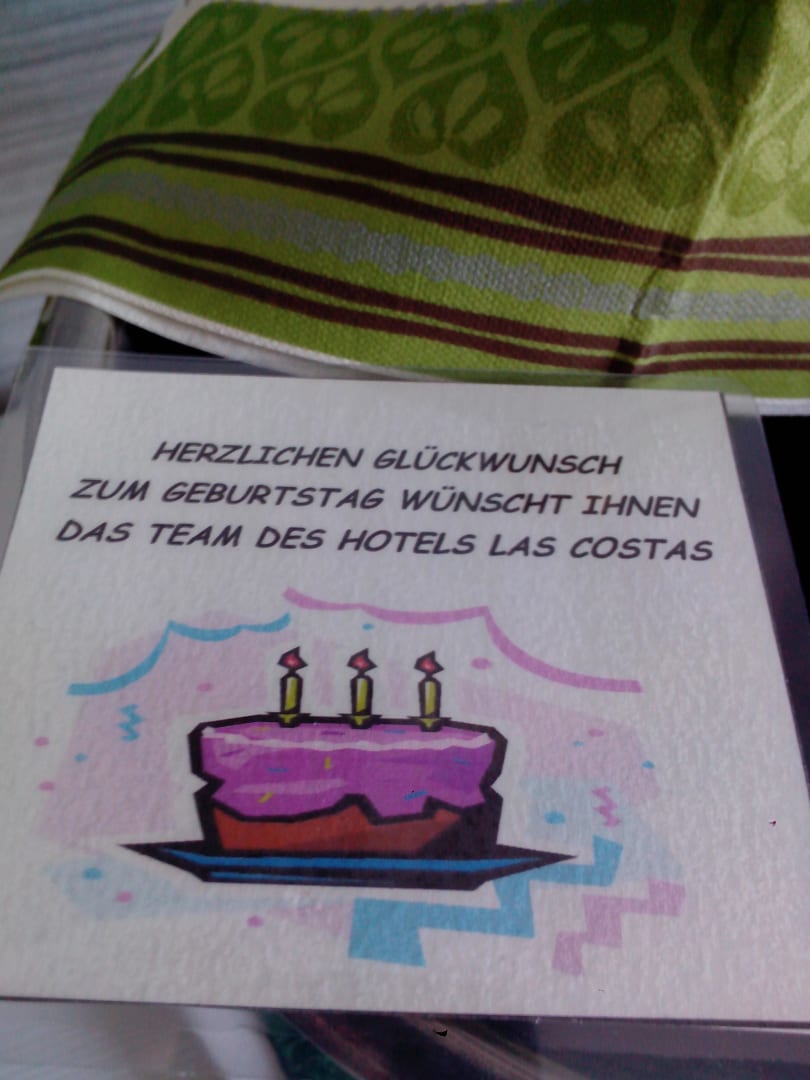 HERZLICHEN GLÜCKWUNSCH
ZUM GEBURTSTAG WÜNSCHT IHNEN
DAS TEAM DES HOTELS LAS COSTAS